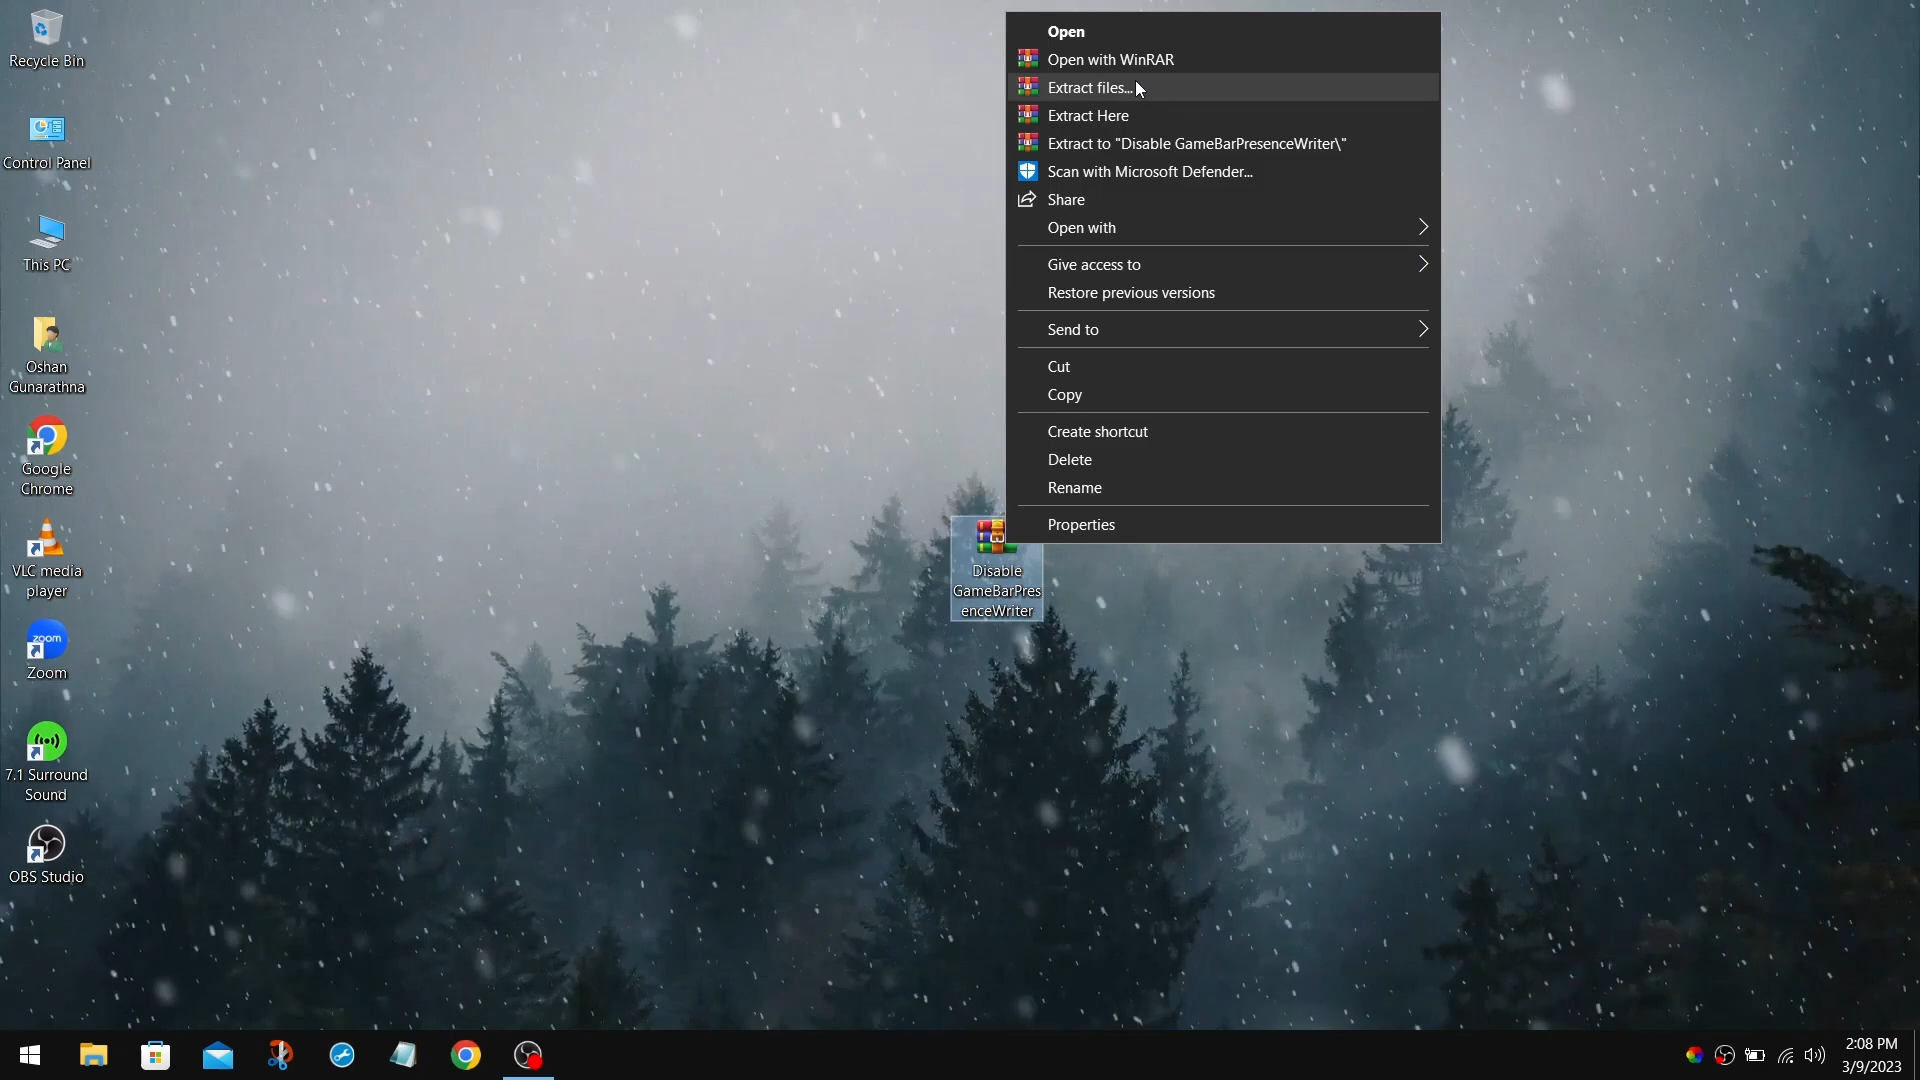 Recycle Bin
Control Panel
This PC
Oshan
Gunarathna
Google
Chrome
VLC media
player
zoom
Zoom
7.1 Surround
Sound
OBS Studio
Open
Open with WinRAR
Extract files...
Extract Here
Extract to "Disable GameBarPresenceWriter\"
Scan with Microsoft Defender...
Share
Open with
Give access to
Restore previous versions
Send to
Cut
Copy
Create shortcut
Delete
Rename
Properties
Disable
GameBarPres
enceWriter
2:08 PM
3/9/2023